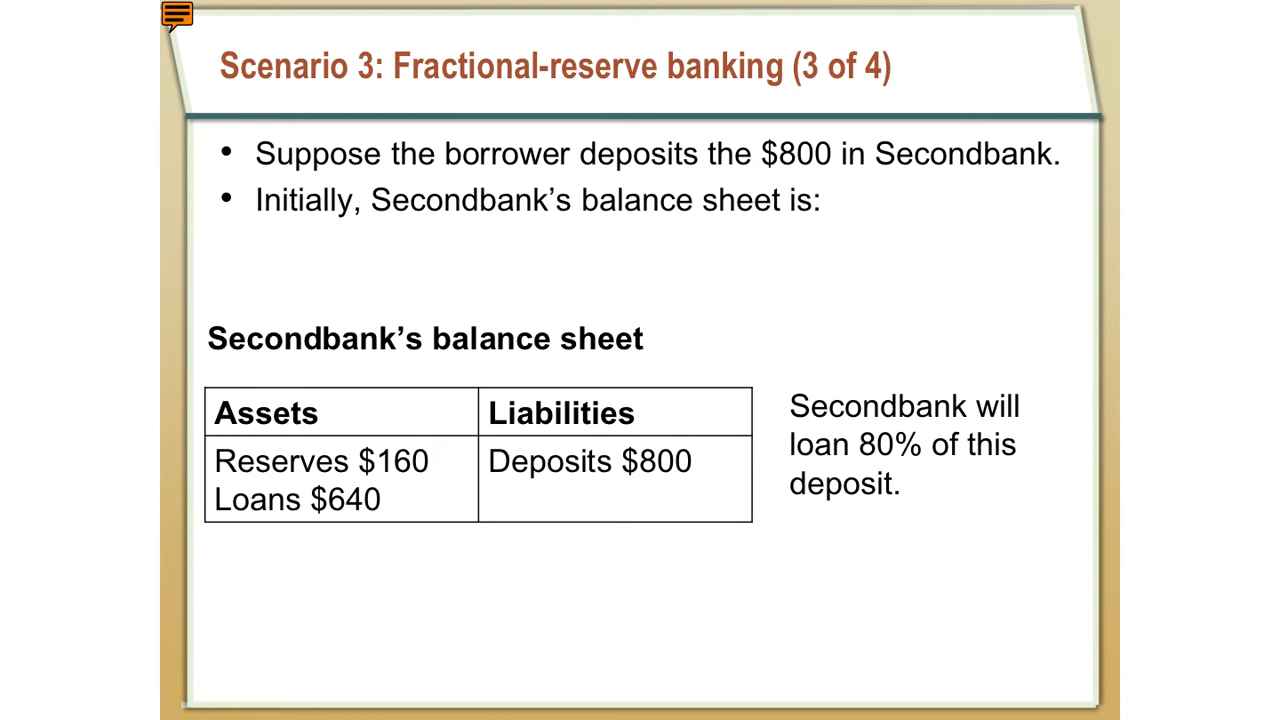 Scenario 3: Fractional-reserve banking (3 of 4)
• Suppose the borrower deposits the $800 in Secondbank.
• Initially, Secondbank’s balance sheet is:
Secondbank’s balance sheet
Assets Liabilities
Reserves $160 Deposits $800
Loans $640
Secondbank will
loan 80% of this
deposit.